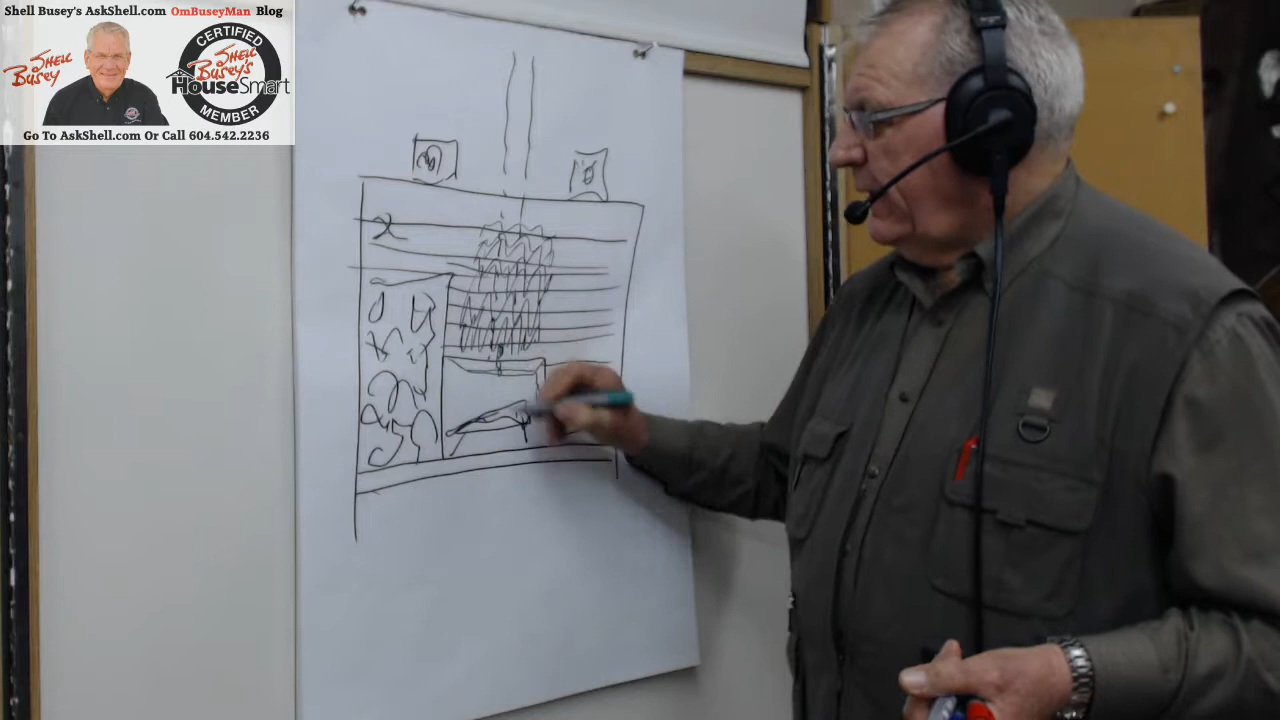 Shell Busey's AskShell.com OmBuseyMan Blog
SHELL BUSEY
CERTIFIED
SHELL BUSEY'S
HouseSmart
MEMBER
Go To AskShell.com Or Call 604.542.2236